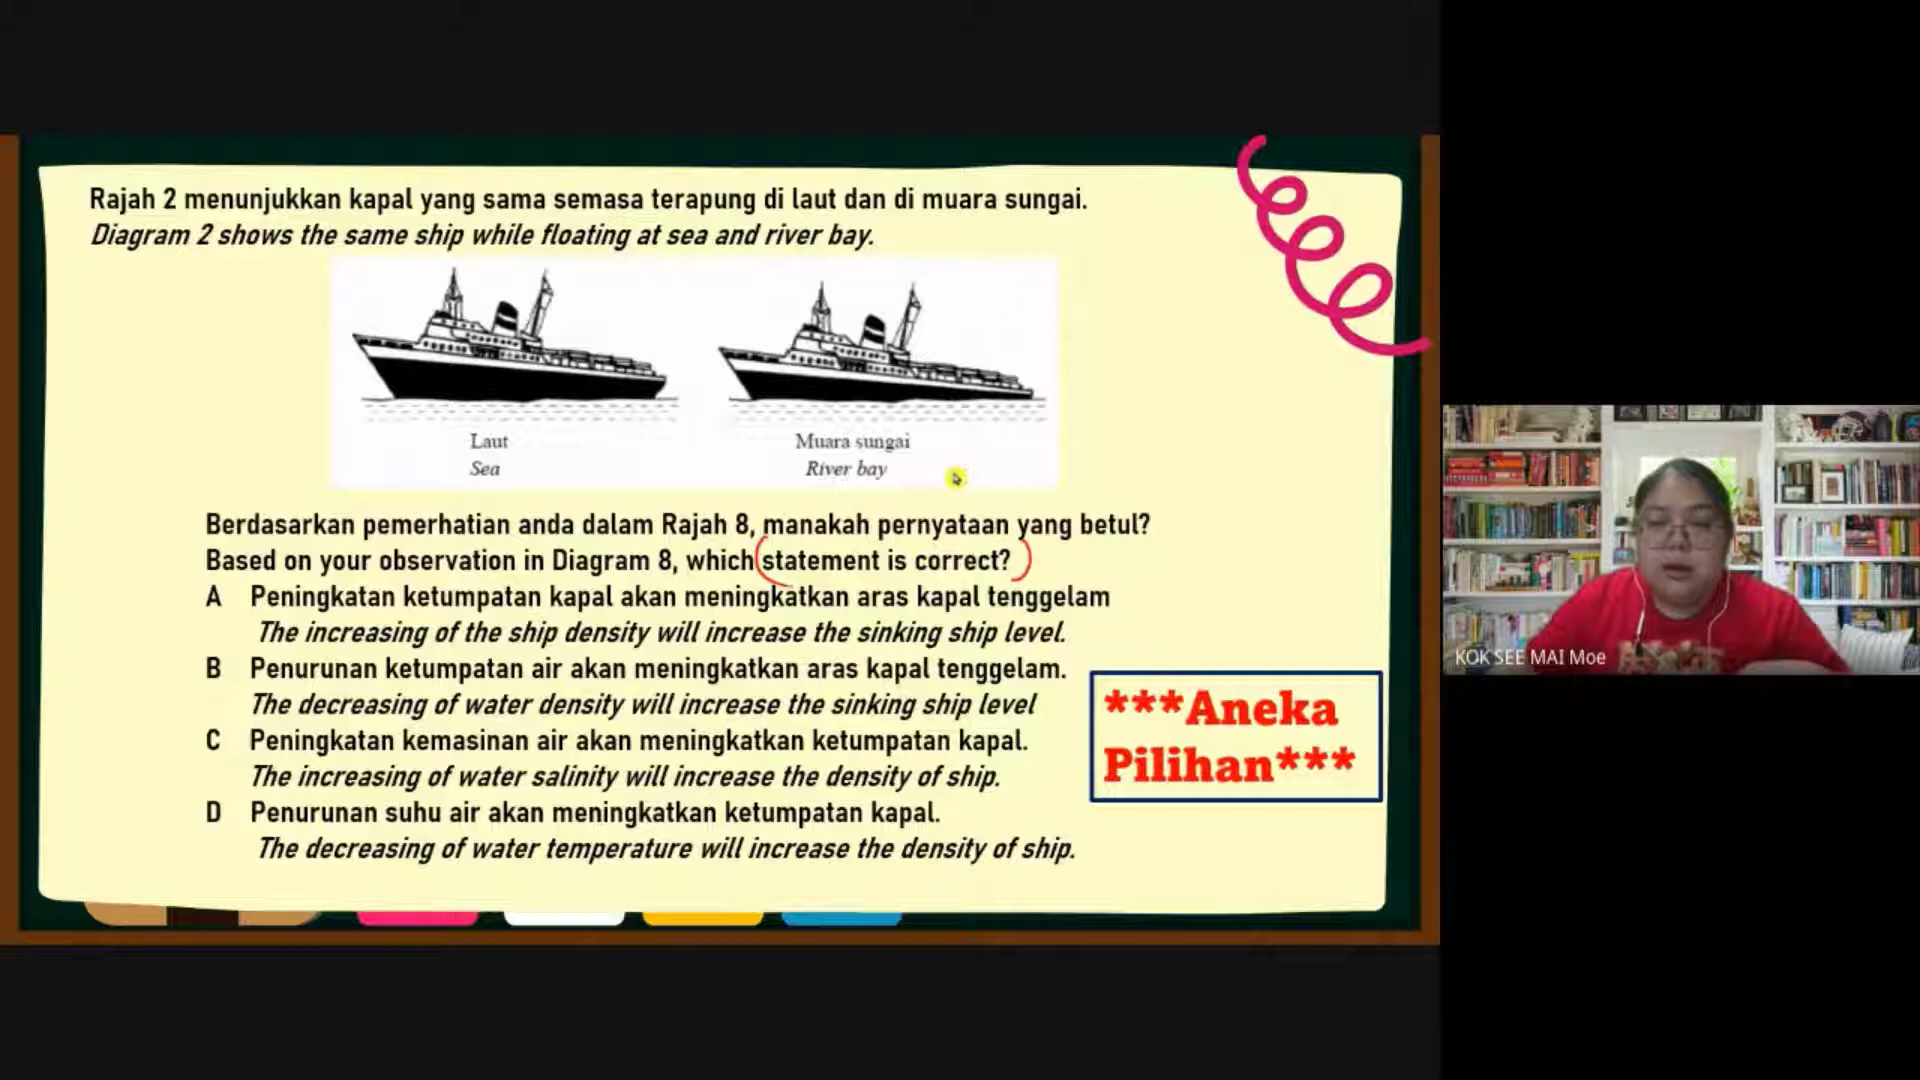 Rajah 2 menunjukkan kapal yang sama semasa terapung di laut dan di muara sungai.
Diagram 2 shows the same ship while floating at sea and river bay.
Laut
Sea
Muara sungai
River bay
Berdasarkan pemerhatian anda dalam Rajah 8, manakah pernyataan yang betul?
Based on your observation in Diagram 8, which statement is correct?
A Peningkatan ketumpatan kapal akan meningkatkan aras kapal tenggelam
The increasing of the ship density will increase the sinking ship level.
B Penurunan ketumpatan air akan meningkatkan aras kapal tenggelam.
The decreasing of water density will increase the sinking ship level
C Peningkatan kemasinan air akan meningkatkan ketumpatan kapal.
The increasing of water salinity will increase the density of ship.
D Penurunan suhu air akan meningkatkan ketumpatan kapal.
The decreasing of water temperature will increase the density of ship.
***Aneka
Pilihan***
KOK SEE MAI Moe